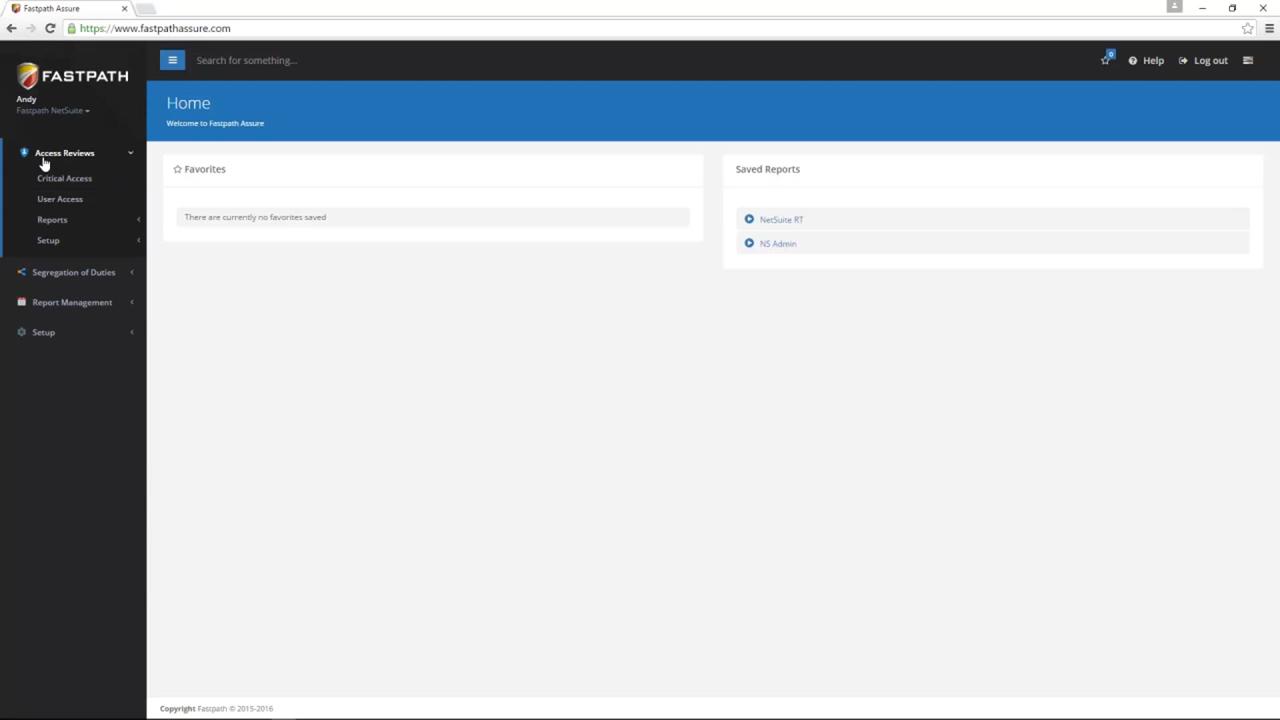 Fastpath Assure
https://www.fastpathassure.com
FASTPATH
Andy
Fastpath NetSuite
Access Reviews
Critical Access
User Access
Reports
Setup
Segregation of Duties
Report Management
Setup
Search for something...
0
Help
Log out
Home
Welcome to Fastpath Assure
Favorites
There are currently no favorites saved
Saved Reports
NetSuite RT
NS Admin
Copyright Fastpath © 2015-2016